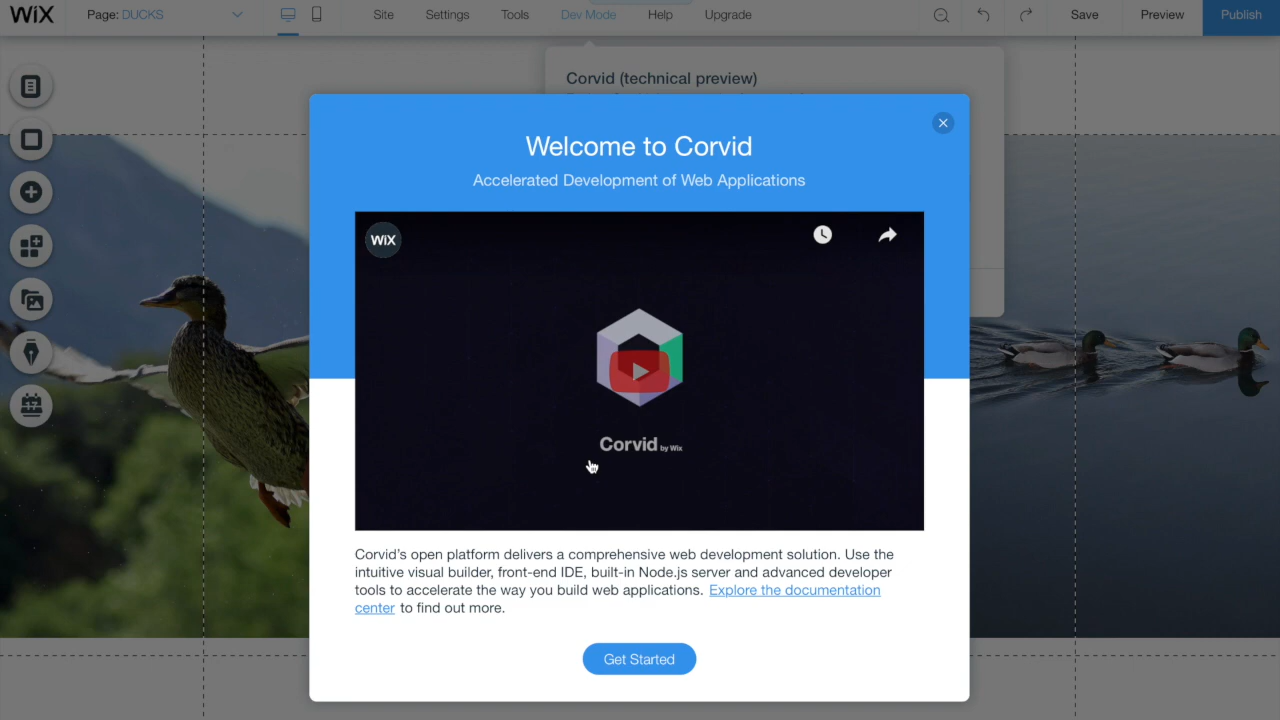 WiX Page: DUCKS Site Settings Tools Dev Mode Help Upgrade Save Preview Publish
Corvid (technical preview)
Welcome to Corvid
Accelerated Development of Web Applications
WiX
Corvid by Wix
Corvid's open platform delivers a comprehensive web development solution. Use the
intuitive visual builder, front-end IDE, built-in Node.js server and advanced developer
tools to accelerate the way you build web applications. Explore the documentation
center to find out more.
Get Started